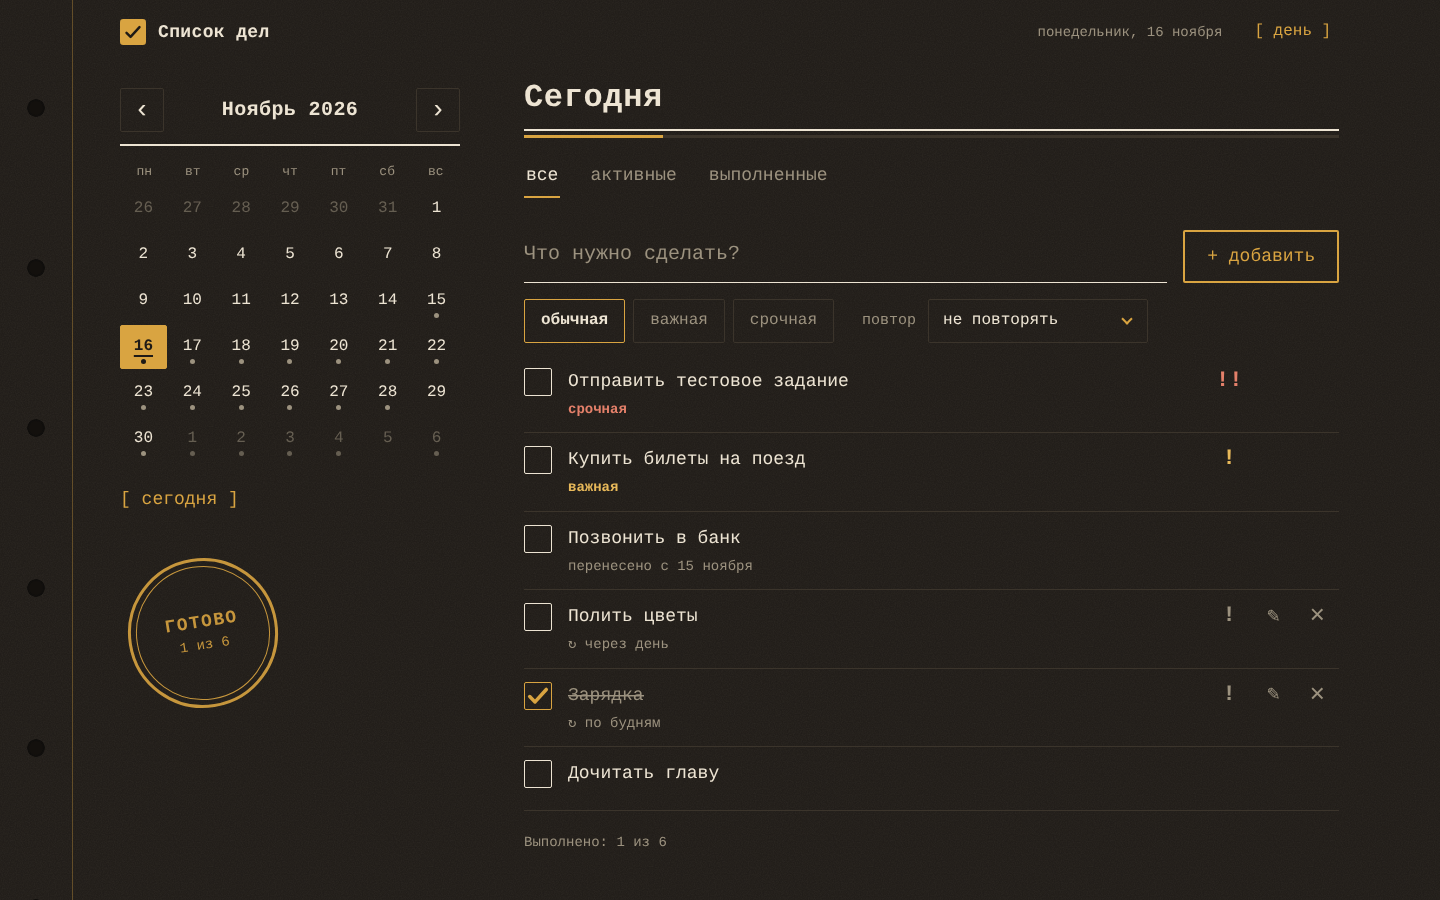 Список дел
понедельник, 16 ноября [ день ]
‹ Ноябрь 2026 ›
пн вт ср чт пт сб вс
26 27 28 29 30 31 1
2 3 4 5 6 7 8
9 10 11 12 13 14 15
16 17 18 19 20 21 22
23 24 25 26 27 28 29
30 1 2 3 4 5 6
[ сегодня ]
ГОТОВО
1 из 6
Сегодня
все активные выполненные
Что нужно сделать? + добавить
обычная важная срочная повтор не повторять
Отправить тестовое задание !!
срочная
Купить билеты на поезд !
важная
Позвонить в банк
перенесено с 15 ноября
Полить цветы ! ✎ ✕
↻ через день
Зарядка ! ✎ ✕
↻ по будням
Дочитать главу
Выполнено: 1 из 6